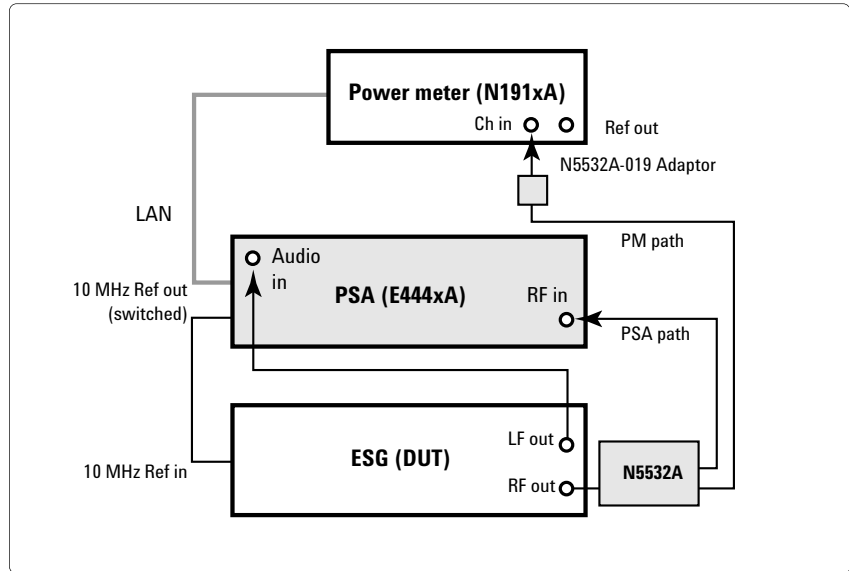 Power meter (N191xA)
Ch in
Ref out
N5532A-019 Adaptor
LAN
PM path
Audio
in
10 MHz Ref out
(switched)
PSA (E444xA)
RF in
PSA path
LF out
ESG (DUT)
10 MHz Ref in
RF out
N5532A